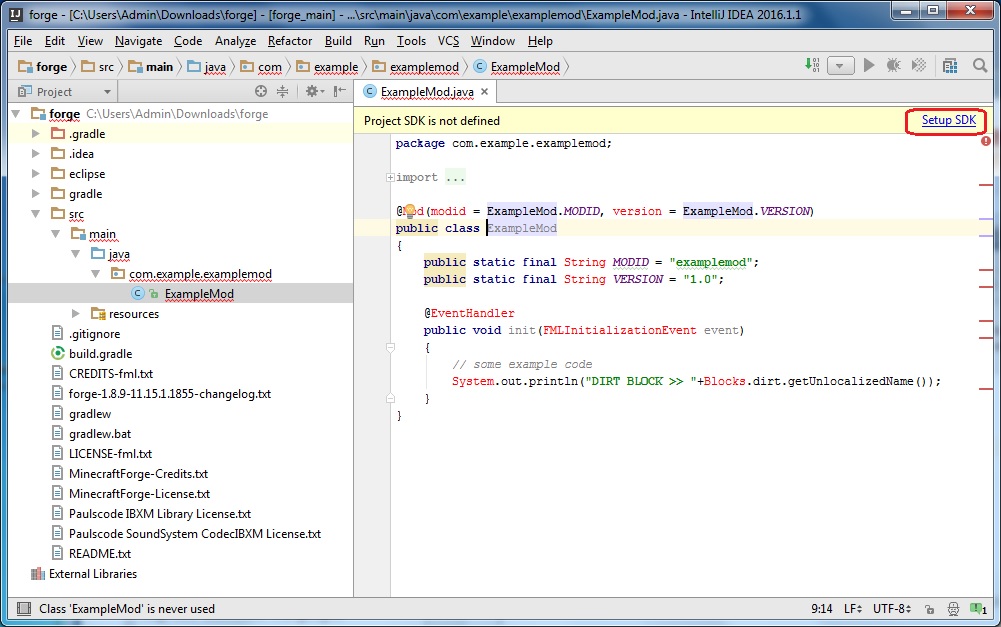 forge - [C:\Users\Admin\Downloads\forge] - [forge_main] - ...\src\main\java\com\example\examplemod\ExampleMod.java - IntelliJ IDEA 2016.1.1
File Edit View Navigate Code Analyze Refactor Build Run Tools VCS Window Help
forge src main java com example examplemod ExampleMod
Project
ExampleMod.java
forge C:\Users\Admin\Downloads\forge
.gradle
.idea
eclipse
gradle
src
main
java
com.example.examplemod
ExampleMod
resources
.gitignore
build.gradle
CREDITS-fml.txt
forge-1.8.9-11.15.1.1855-changelog.txt
gradlew
gradlew.bat
LICENSE-fml.txt
MinecraftForge-Credits.txt
MinecraftForge-License.txt
Paulscode IBXM Library License.txt
Paulscode SoundSystem CodecIBXM License.txt
README.txt
External Libraries
Project SDK is not defined Setup SDK
package com.example.examplemod;
import ...
@Mod(modid = ExampleMod.MODID, version = ExampleMod.VERSION)
public class ExampleMod
{
public static final String MODID = "examplemod";
public static final String VERSION = "1.0";
@EventHandler
public void init(FMLInitializationEvent event)
{
// some example code
System.out.println("DIRT BLOCK >> "+Blocks.dirt.getUnlocalizedName());
}
}
Class 'ExampleMod' is never used 9:14 LF UTF-8 1